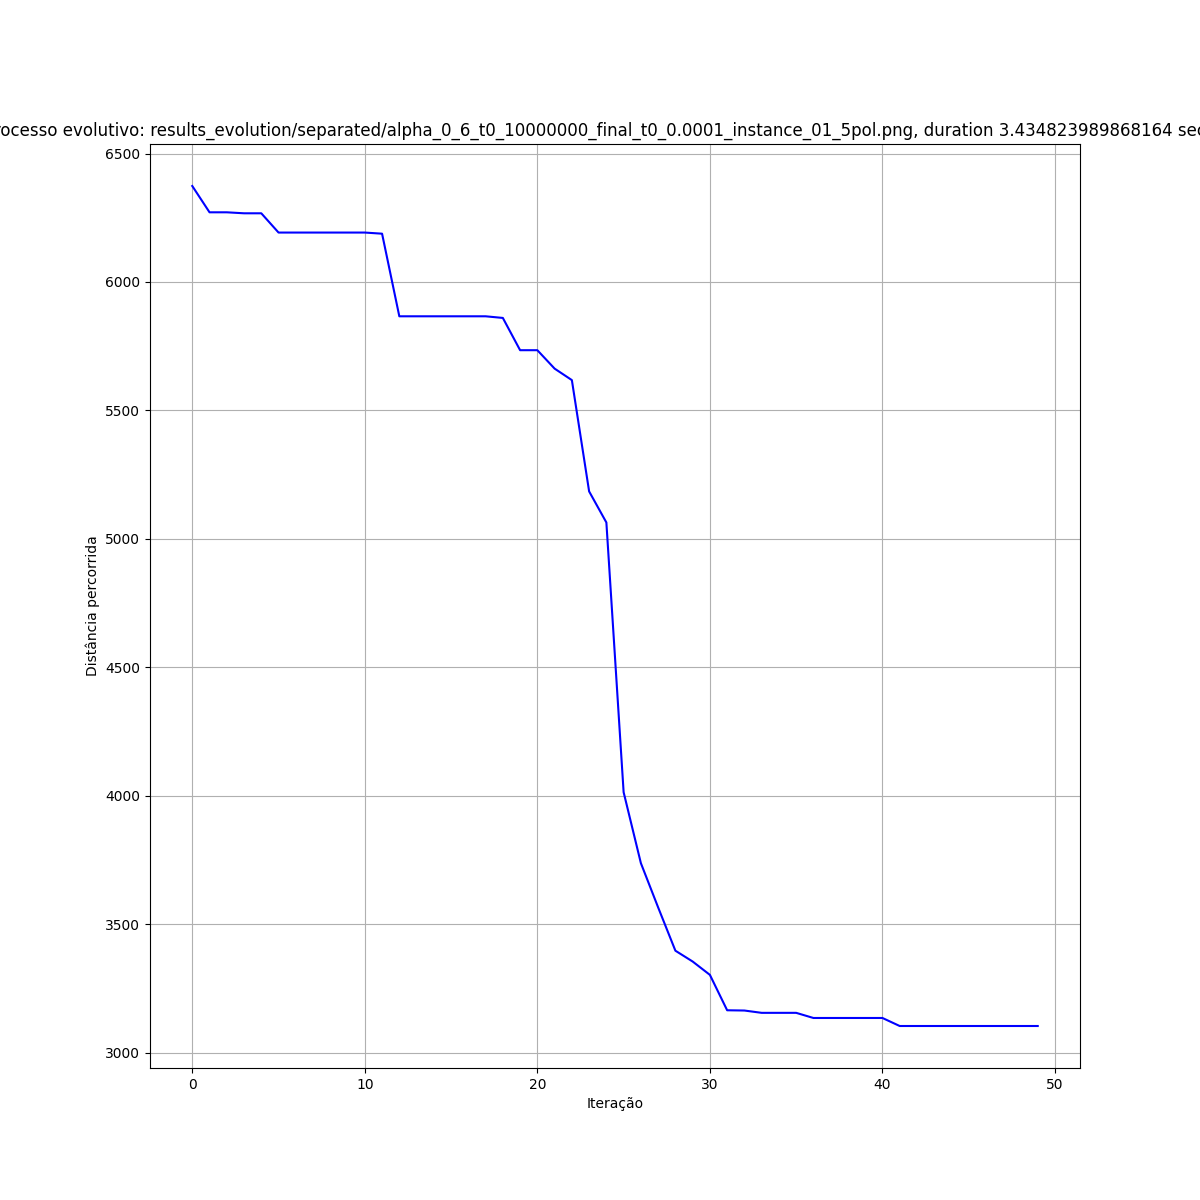 ocesso evolutivo: results_evolution/separated/alpha_0_6_t0_10000000_final_t0_0.0001_instance_01_5pol.png, duration 3.434823989868164 sec
6500
6000
5500
5000
4500
4000
3500
3000
Distância percorrida
0 10 20 30 40 50
Iteração